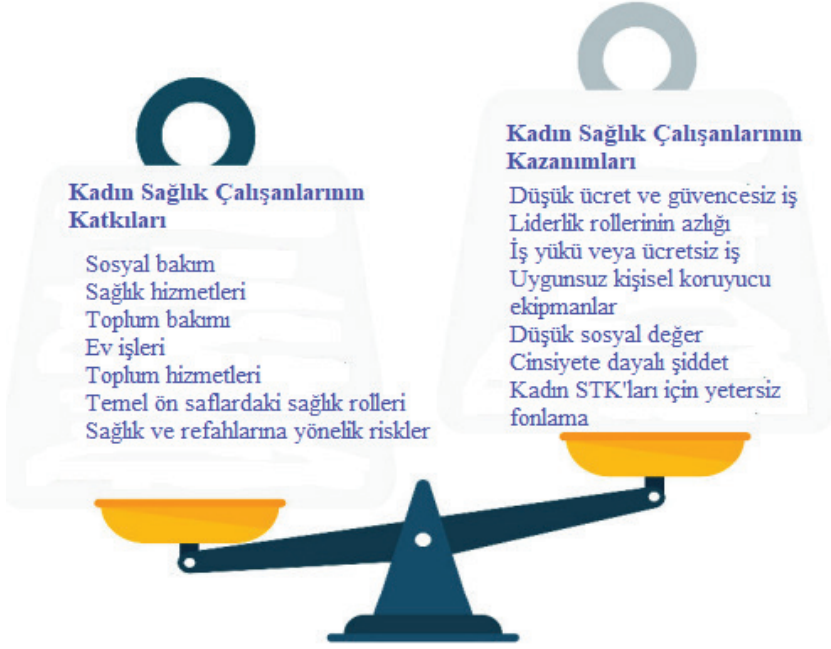 Kadın Sağlık Çalışanlarının
Katkıları
Sosyal bakım
Sağlık hizmetleri
Toplum bakımı
Ev işleri
Toplum hizmetleri
Temel ön saflardaki sağlık rolleri
Sağlık ve refahlarına yönelik riskler
Kadın Sağlık Çalışanlarının
Kazanımları
Düşük ücret ve güvencesiz iş
Liderlik rollerinin azlığı
İş yükü veya ücretsiz iş
Uygunsuz kişisel koruyucu
ekipmanlar
Düşük sosyal değer
Cinsiyete dayalı şiddet
Kadın STK'ları için yetersiz
fonlama